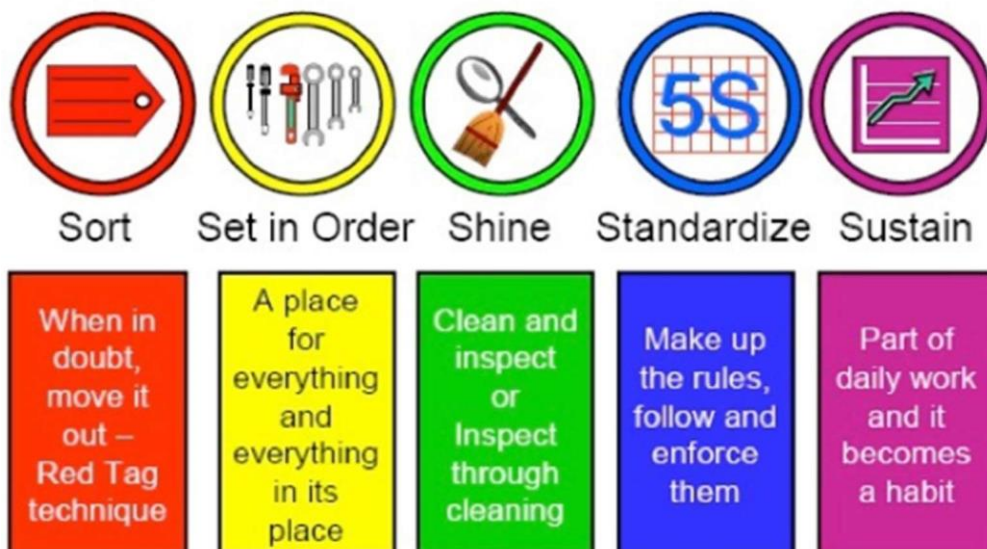 5S
Sort
Set in Order
Shine
Standardize
Sustain
When in
doubt,
move it
out –
Red Tag
technique
A place
for
everything
and
everything
in its
place
Clean and
inspect
or
Inspect
through
cleaning
Make up
the rules,
follow and
enforce
them
Part of
daily work
and it
becomes
a habit